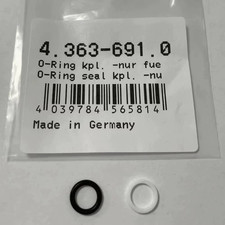 4.363-691.0
O-Ring kpl. -nur fue
O-Ring seal kpl. -nu
4 039784 565814
Made in Germany